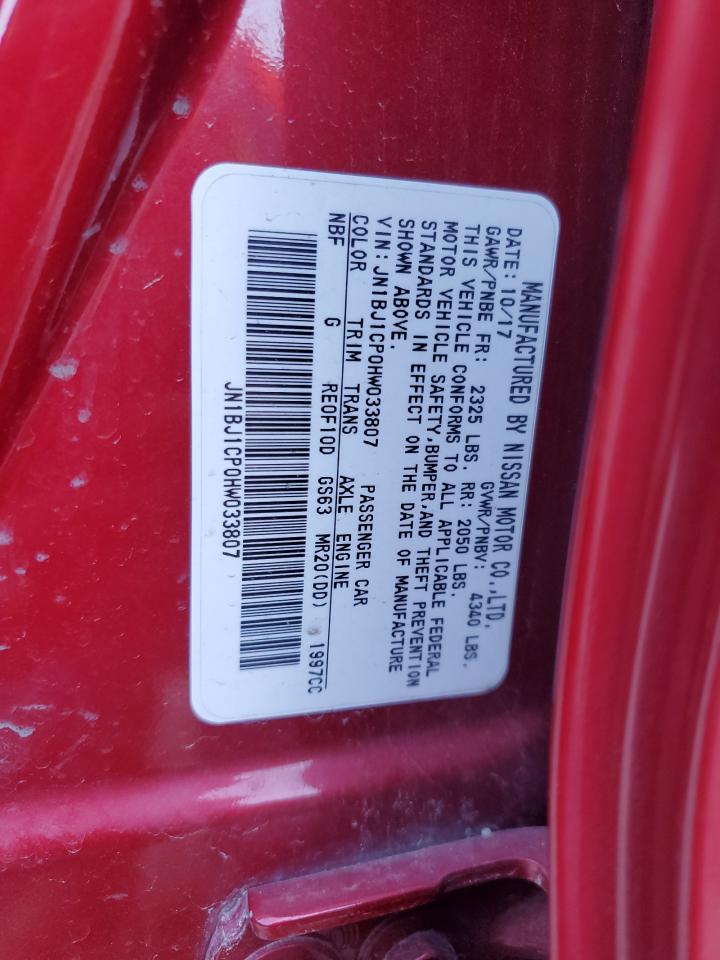 MANUFACTURED BY NISSAN MOTOR CO.,LTD.
DATE: 10/17 GVWR/PNBV: 4340 LBS.
GAWR/PNBE FR: 2325 LBS. RR: 2050 LBS.
THIS VEHICLE CONFORMS TO ALL APPLICABLE FEDERAL
MOTOR VEHICLE SAFETY,BUMPER,AND THEFT PREVENTION
STANDARDS IN EFFECT ON THE DATE OF MANUFACTURE
SHOWN ABOVE.
VIN: JN1BJ1CP0HW033807 PASSENGER CAR
COLOR TRIM TRANS AXLE ENGINE
NBF G RE0F10D GS63 MR20(DD) 1997CC
JN1BJ1CP0HW033807